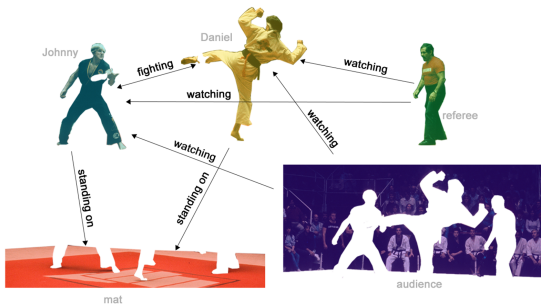 Daniel
Johnny
fighting
watching
watching
referee
watching
watching
standing on
standing on
audience
mat